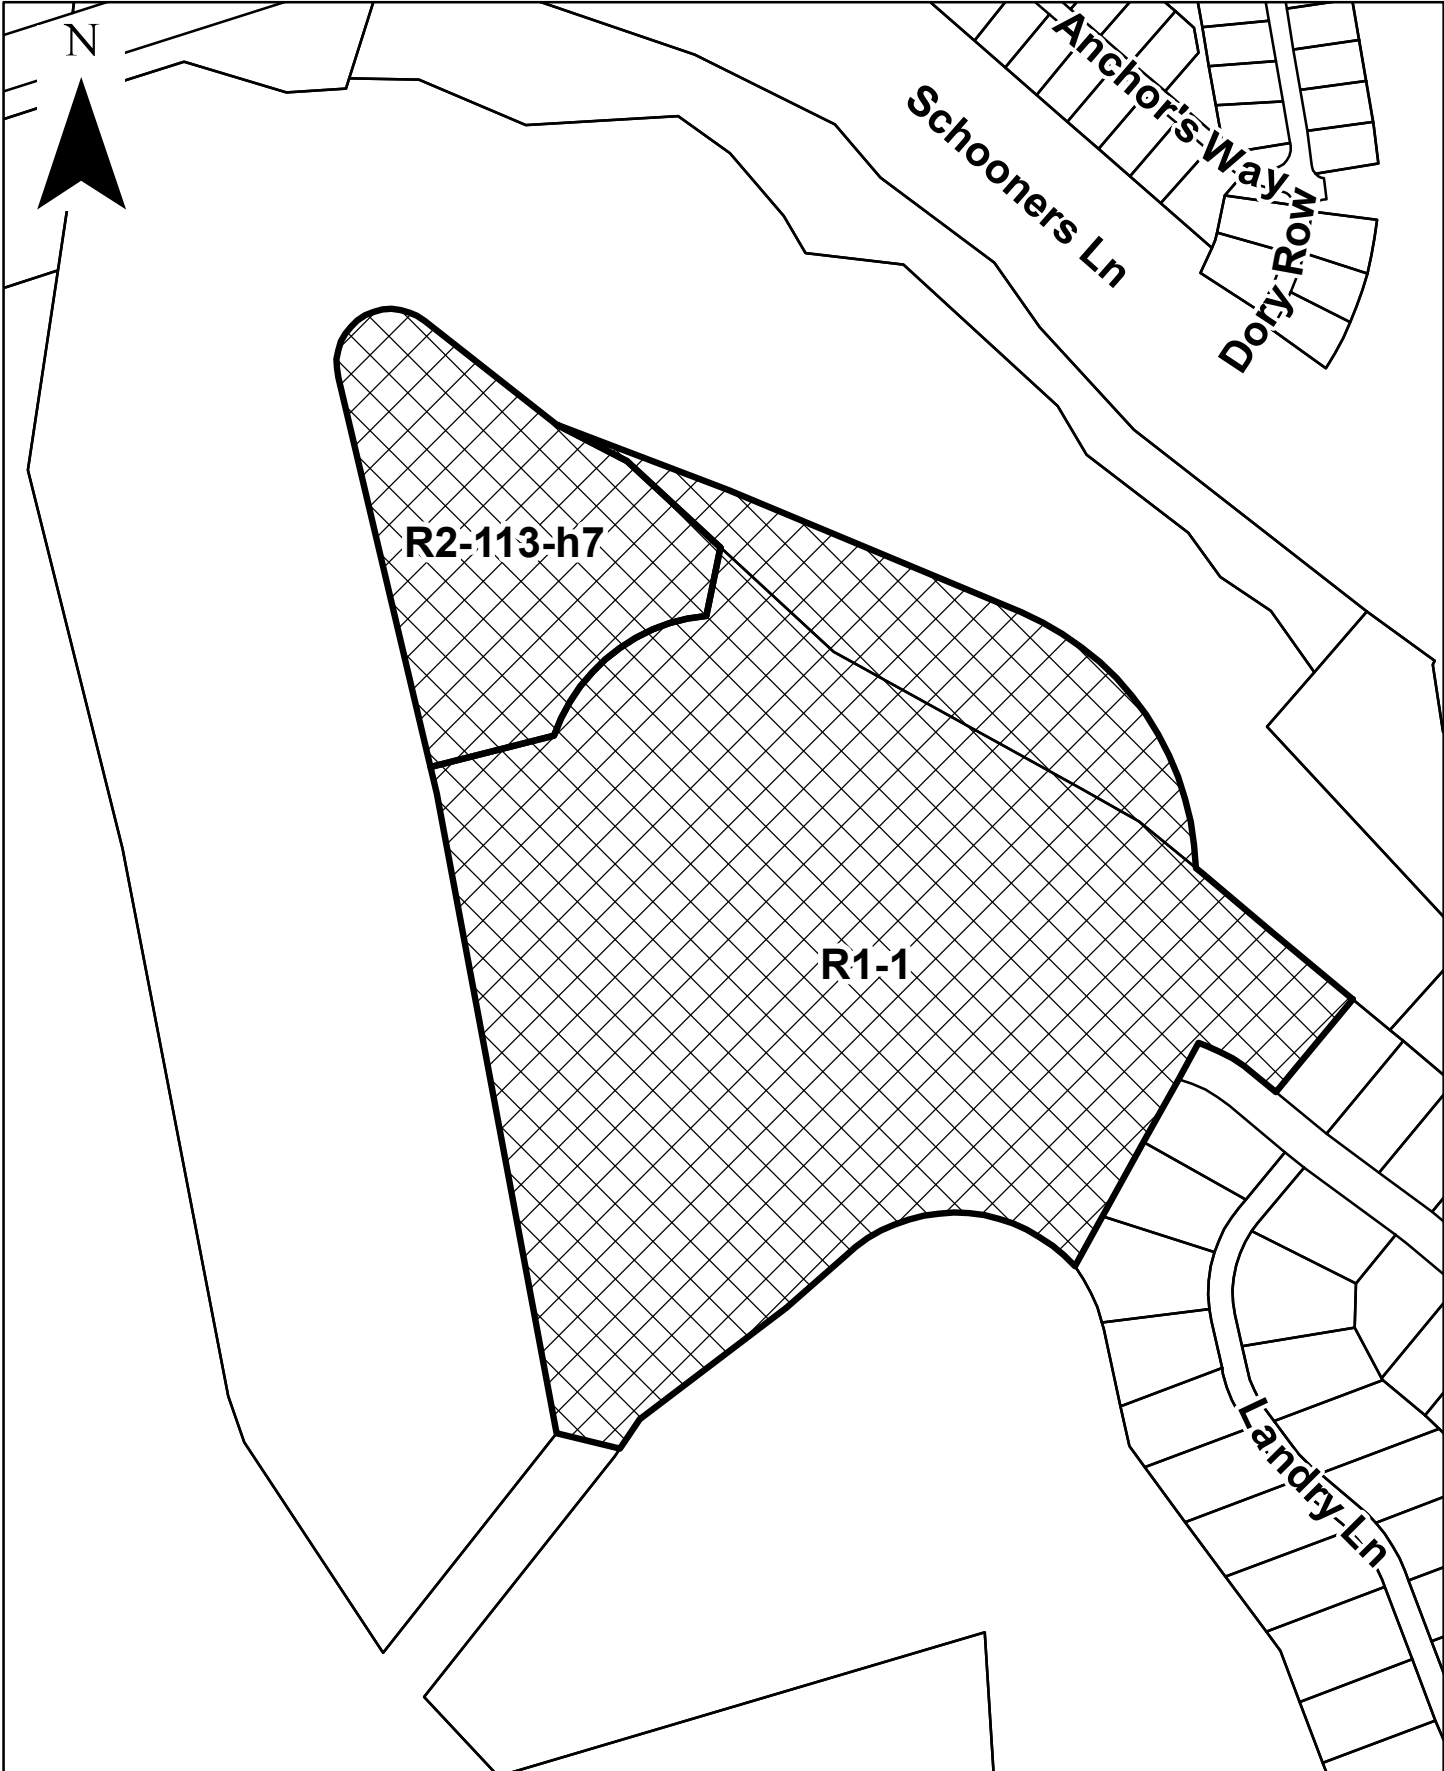 N
Anchor's Way
Schooners Ln
Dory Row
R2-113-h7
R1-1
Landry Ln